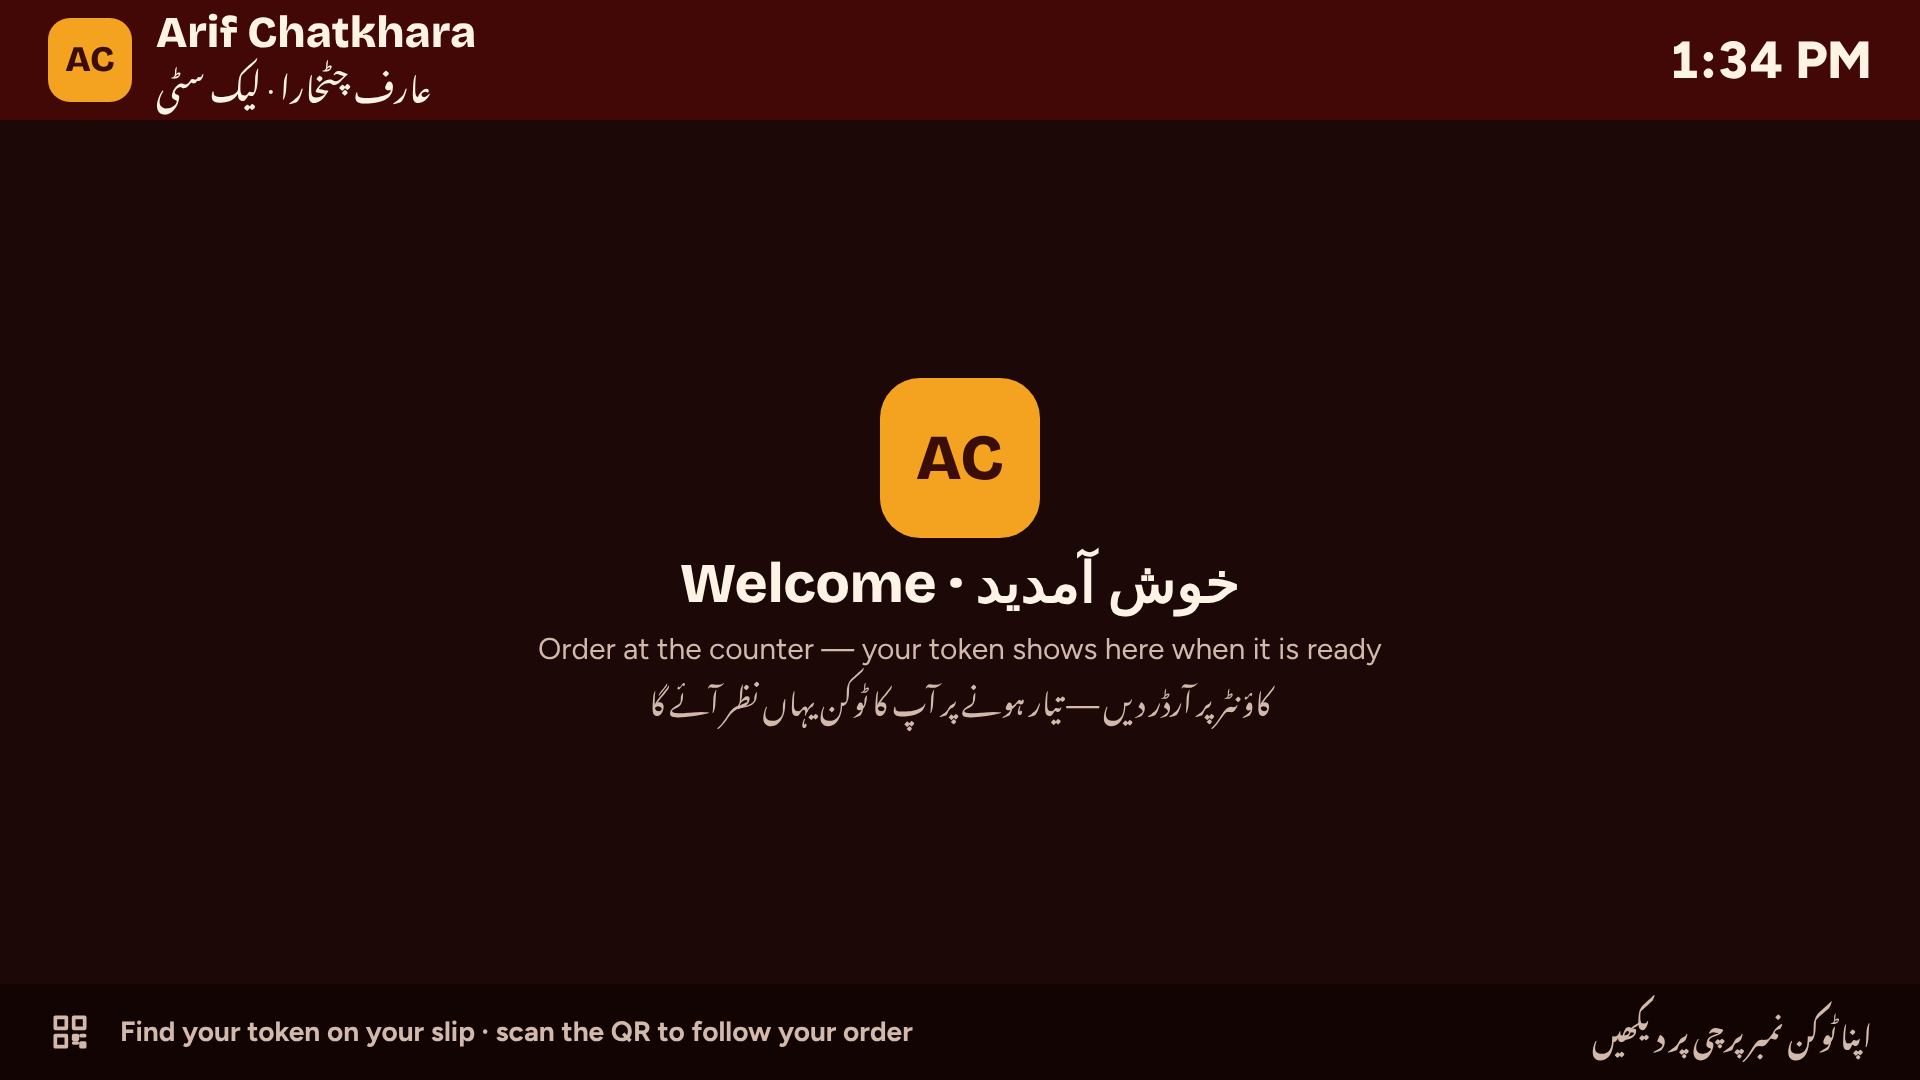 AC
Arif Chatkhara
عارف چٹخارا · لیک سٹی
1:34 PM
AC
Welcome · خوش آمدید
Order at the counter — your token shows here when it is ready
کاؤنٹر پر آرڈر دیں — تیار ہونے پر آپ کا ٹوکن یہاں نظر آئے گا
Find your token on your slip · scan the QR to follow your order
اپنا ٹوکن نمبر پرچی پر دیکھیں